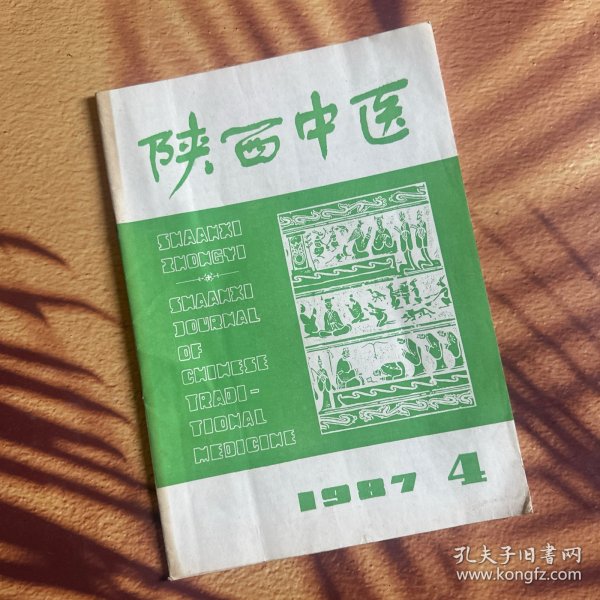 陕西中医
SHAANXI
ZHONGYI
SHAANXI
JOURNAL
OF
CHINESE
TRADI-
TIONAL
MEDICINE
1987 4
孔夫子旧书网
www.kongfz.com